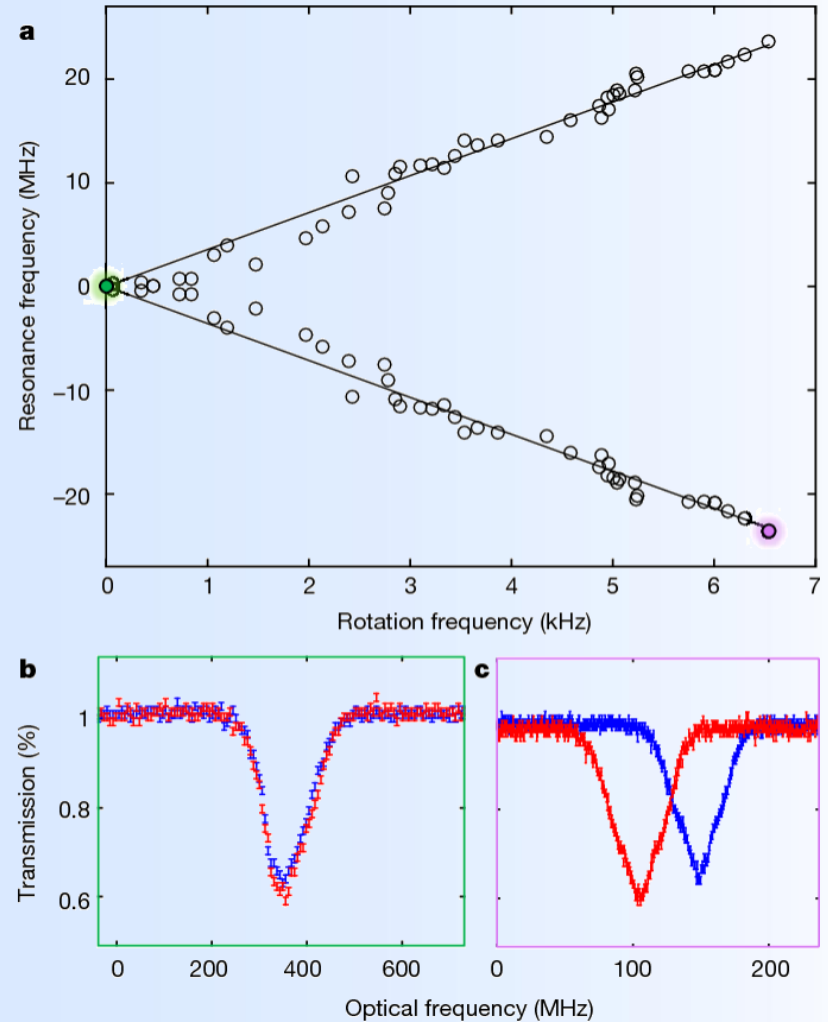 a
Resonance frequency (MHz)
20
10
0
−10
−20
0 1 2 3 4 5 6 7
Rotation frequency (kHz)
b
Transmission (%)
1
0.8
0.6
0 200 400 600
c
0 100 200
Optical frequency (MHz)